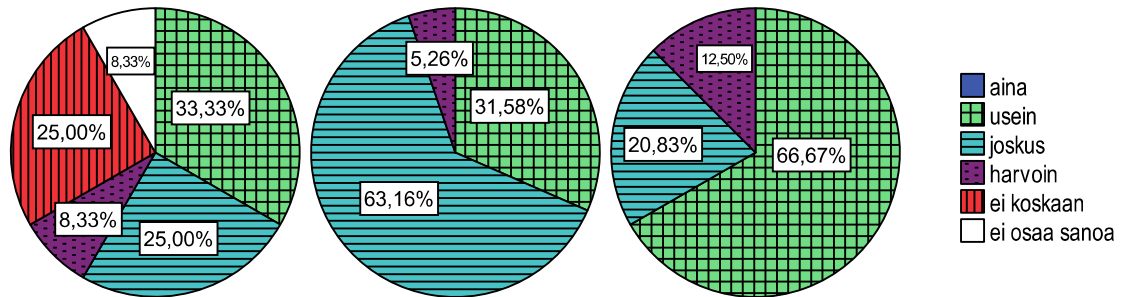 8,33%
33,33%
25,00%
8,33%
25,00%
5,26%
31,58%
63,16%
12,50%
20,83%
66,67%
aina
usein
joskus
harvoin
ei koskaan
ei osaa sanoa